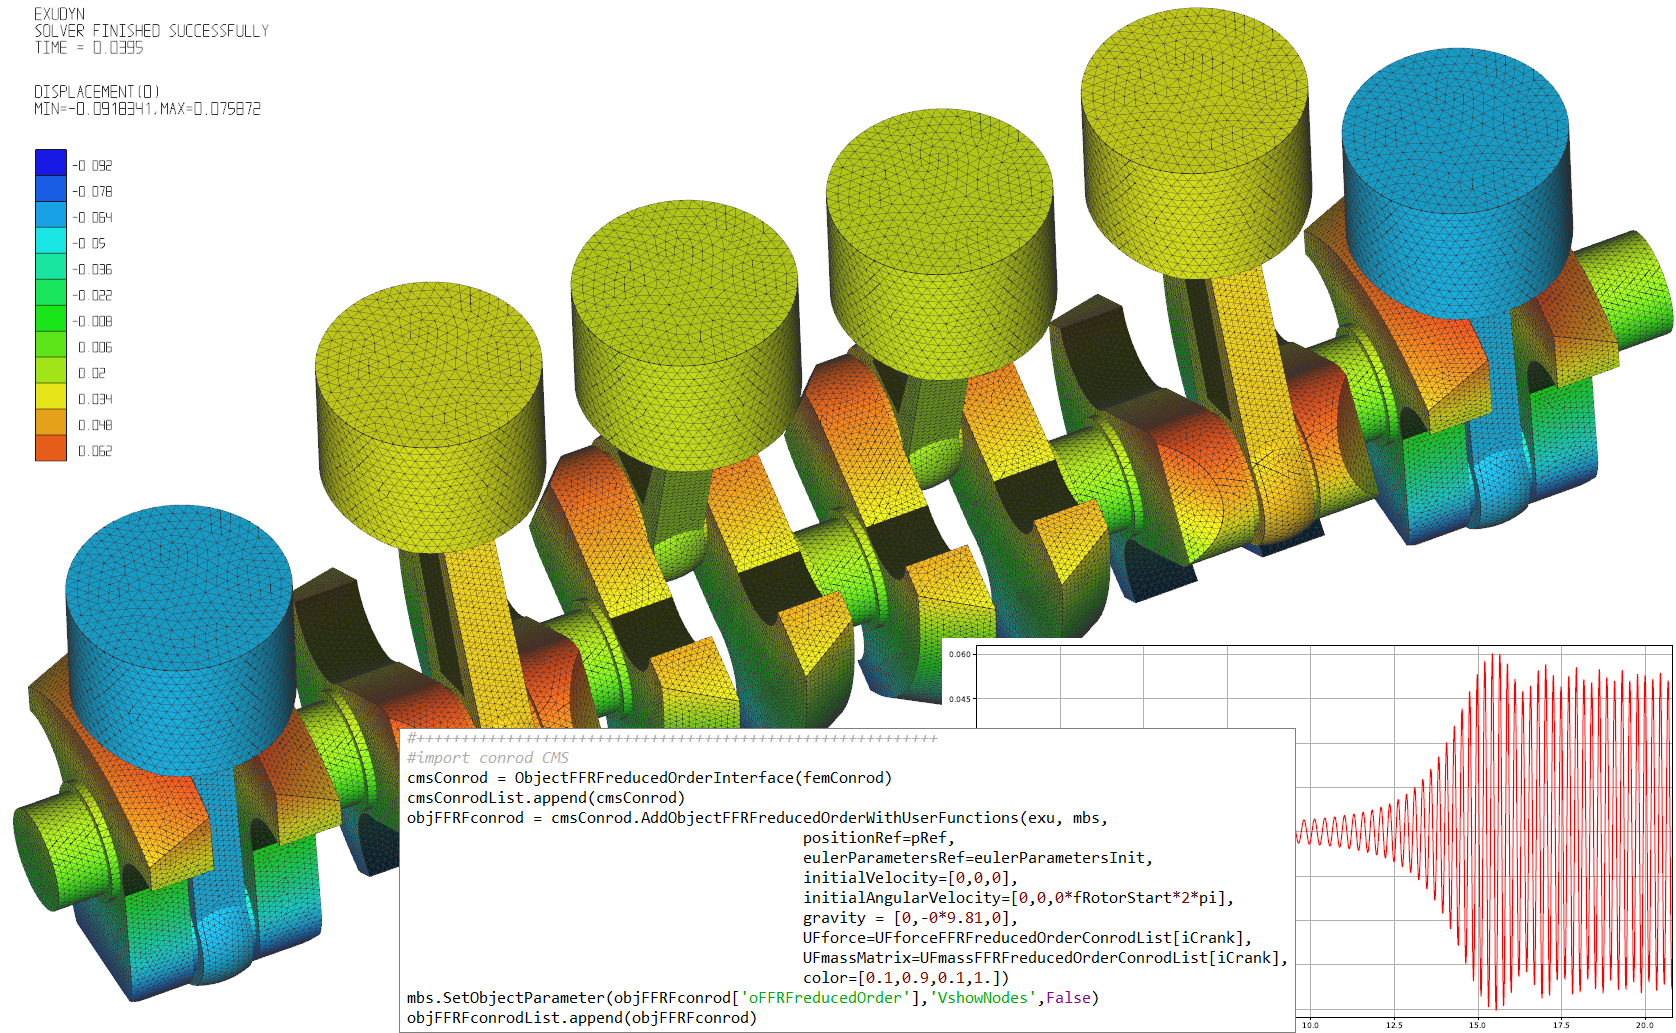 EXUDYN
SOLVER FINISHED SUCCESSFULLY
TIME = 0.0395
DISPLACEMENT(0)
MIN=-0.0918341,MAX=0.075872
-0.092
-0.078
-0.064
-0.05
-0.036
-0.022
-0.008
0.006
0.02
0.034
0.048
0.062
0.060
0.045
#++++++++++++++++++++++++++++++++++++++++++++++++++++++++++
#import conrod CMS
cmsConrod = ObjectFFRFreducedOrderInterface(femConrod)
cmsConrodList.append(cmsConrod)
objFFRFconrod = cmsConrod.AddObjectFFRFreducedOrderWithUserFunctions(exu, mbs,
positionRef=pRef,
eulerParametersRef=eulerParametersInit,
initialVelocity=[0,0,0],
initialAngularVelocity=[0,0,0*fRotorStart*2*pi],
gravity = [0,-0*9.81,0],
UFforce=UFforceFFRFreducedOrderConrodList[iCrank],
UFmassMatrix=UFmassFFRFreducedOrderConrodList[iCrank],
color=[0.1,0.9,0.1,1.])
mbs.SetObjectParameter(objFFRFconrod['oFFRFreducedOrder'],'VshowNodes',False)
objFFRFconrodList.append(objFFRFconrod)
10.0 12.5 15.0 17.5 20.0